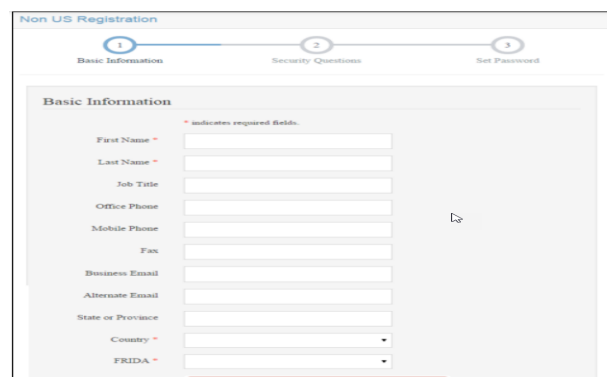 Non US Registration
1
2
3
Basic Information
Security Questions
Set Password
Basic Information
* indicates required fields.
First Name *
Last Name *
Job Title
Office Phone
Mobile Phone
Fax
Business Email
Alternate Email
State or Province
Country *
FRIDA *